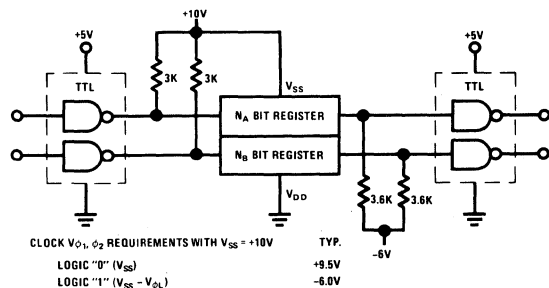 +10V
+5V
TTL
3K
3K
VSS
NA BIT REGISTER
NB BIT REGISTER
VDD
+5V
TTL
3.6K
3.6K
-6V
CLOCK Vϕ1, ϕ2 REQUIREMENTS WITH VSS = +10V TYP.
LOGIC "0" (VSS) +9.5V
LOGIC "1" (VSS – VϕL) –6.0V